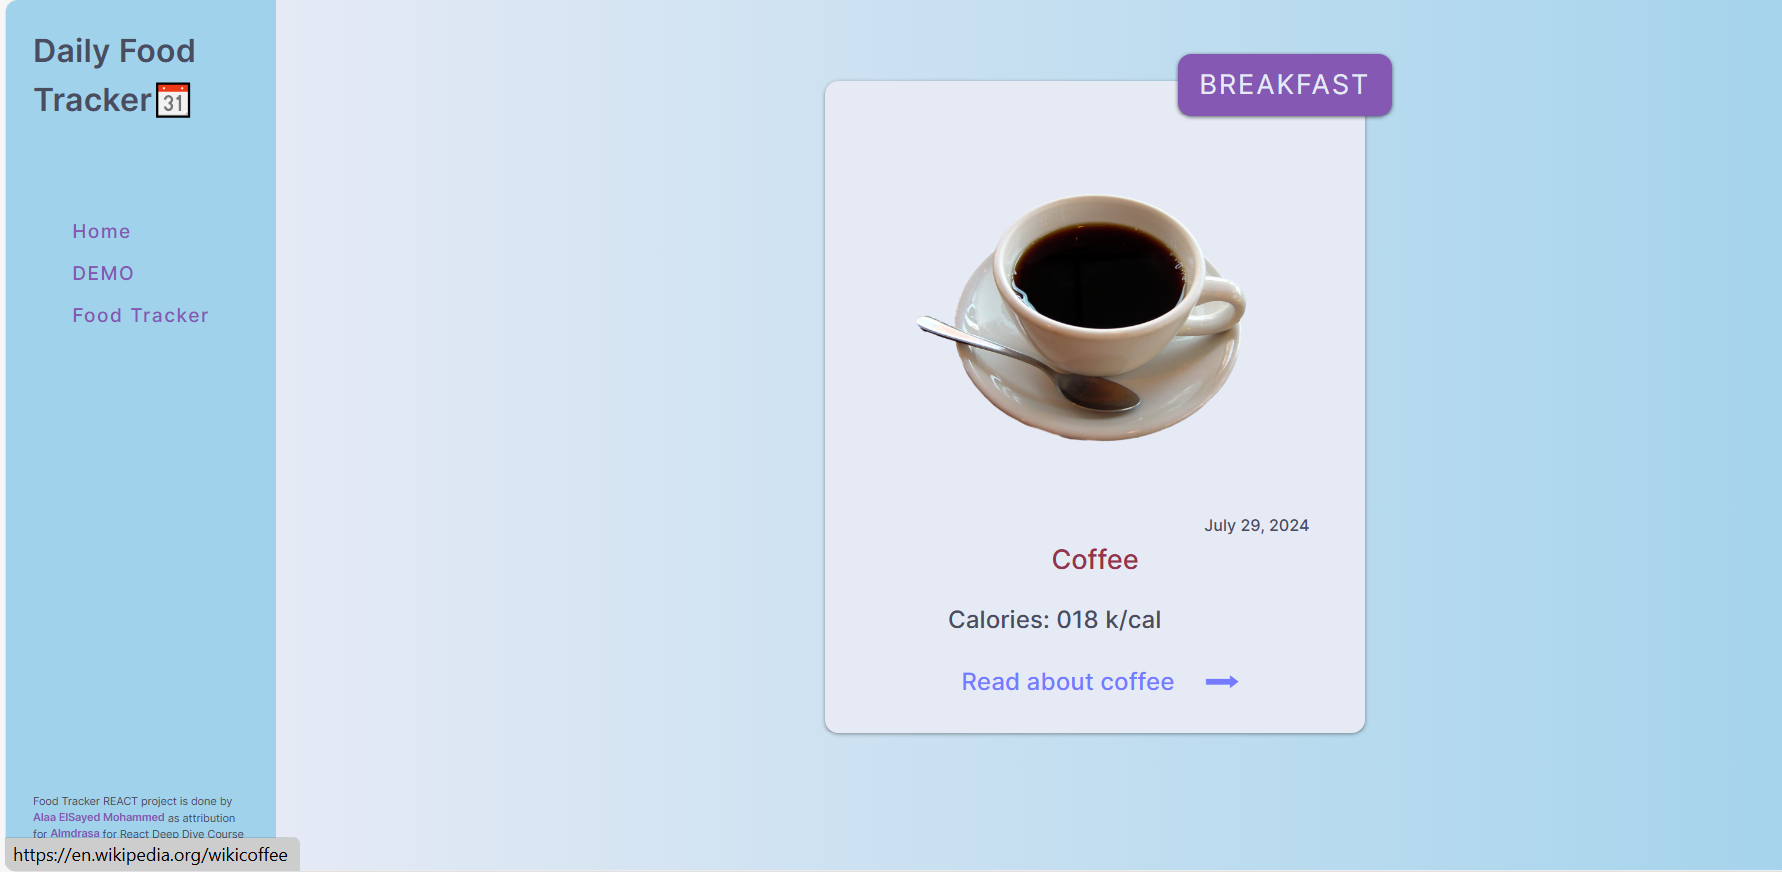 Daily Food
Tracker
31
Home
DEMO
Food Tracker
BREAKFAST
July 29, 2024
Coffee
Calories: 018 k/cal
Read about coffee
Food Tracker REACT project is done by
Alaa ElSayed Mohammed as attribution
for Almdrasa for React Deep Dive Course
https://en.wikipedia.org/wikicoffee